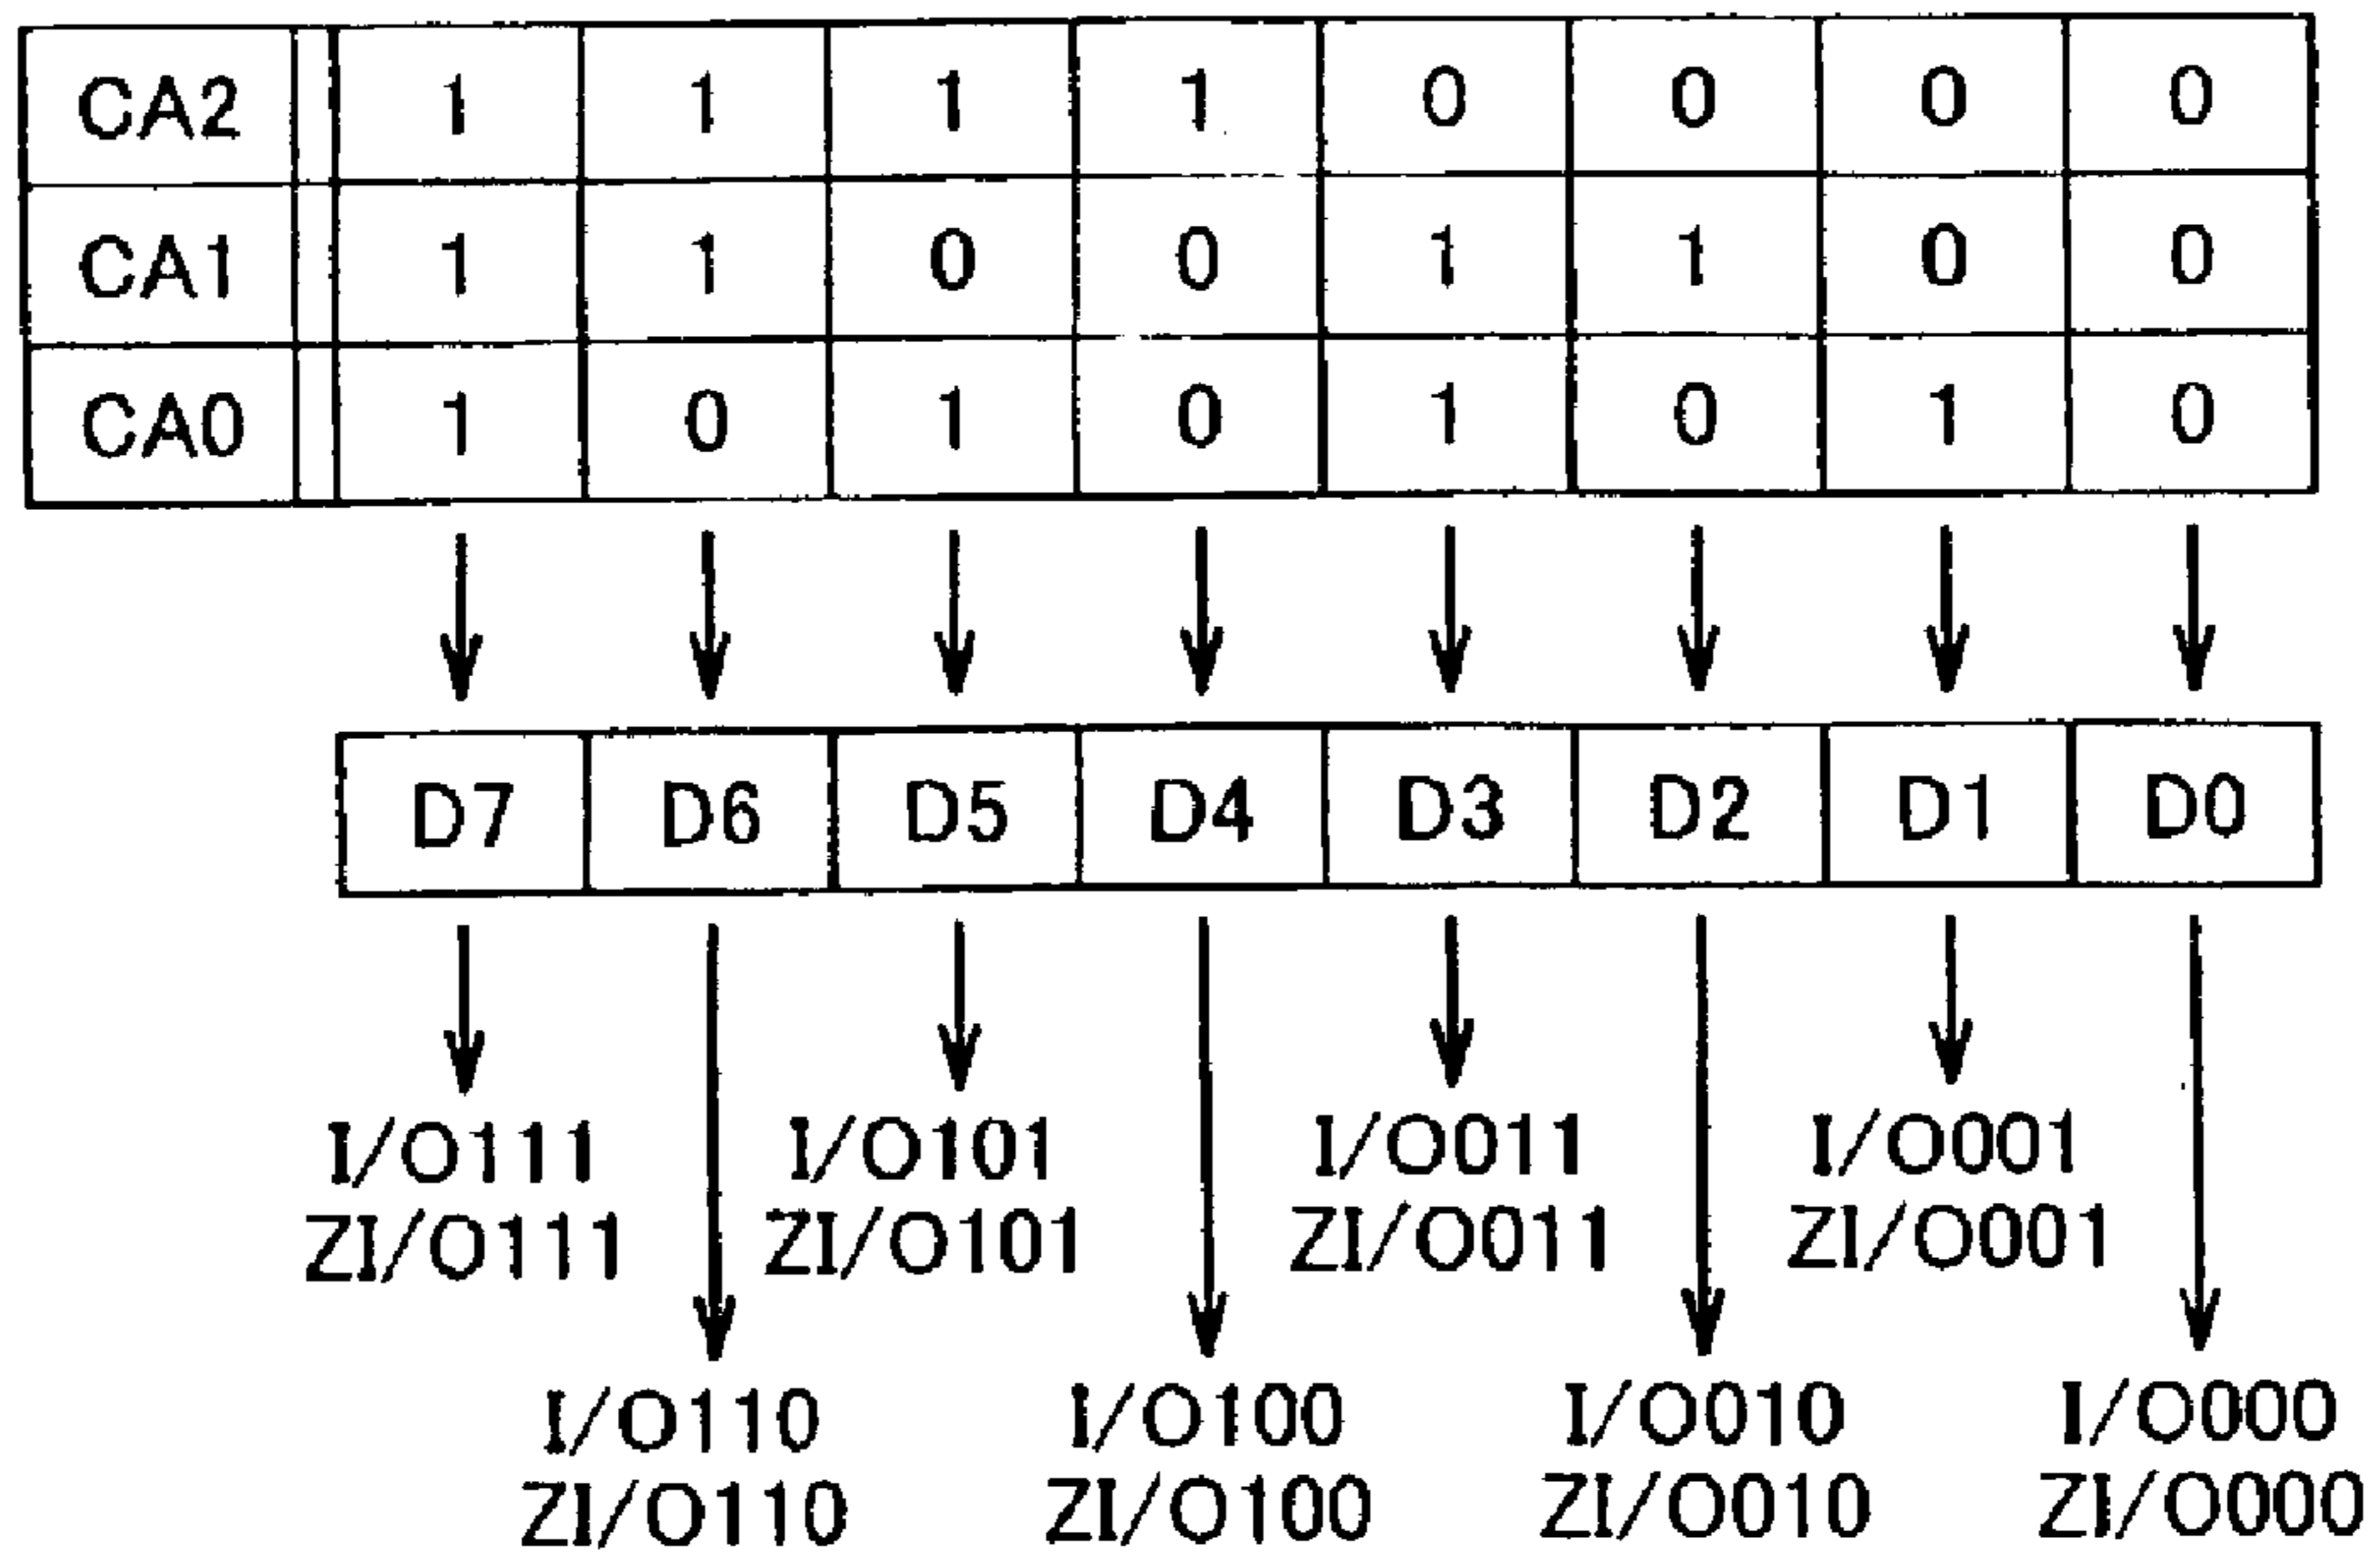 CA2 1 1 1 1 0 0 0 0
CA1 1 1 0 0 1 1 0 0
CA0 1 0 1 0 1 0 1 0
D7 D6 D5 D4 D3 D2 D1 D0
I/O111 I/O101 I/O011 I/O001
ZI/O111 ZI/O101 ZI/O011 ZI/O001
I/O110 I/O100 I/O010 I/O000
ZI/O110 ZI/O100 ZI/O010 ZI/O000